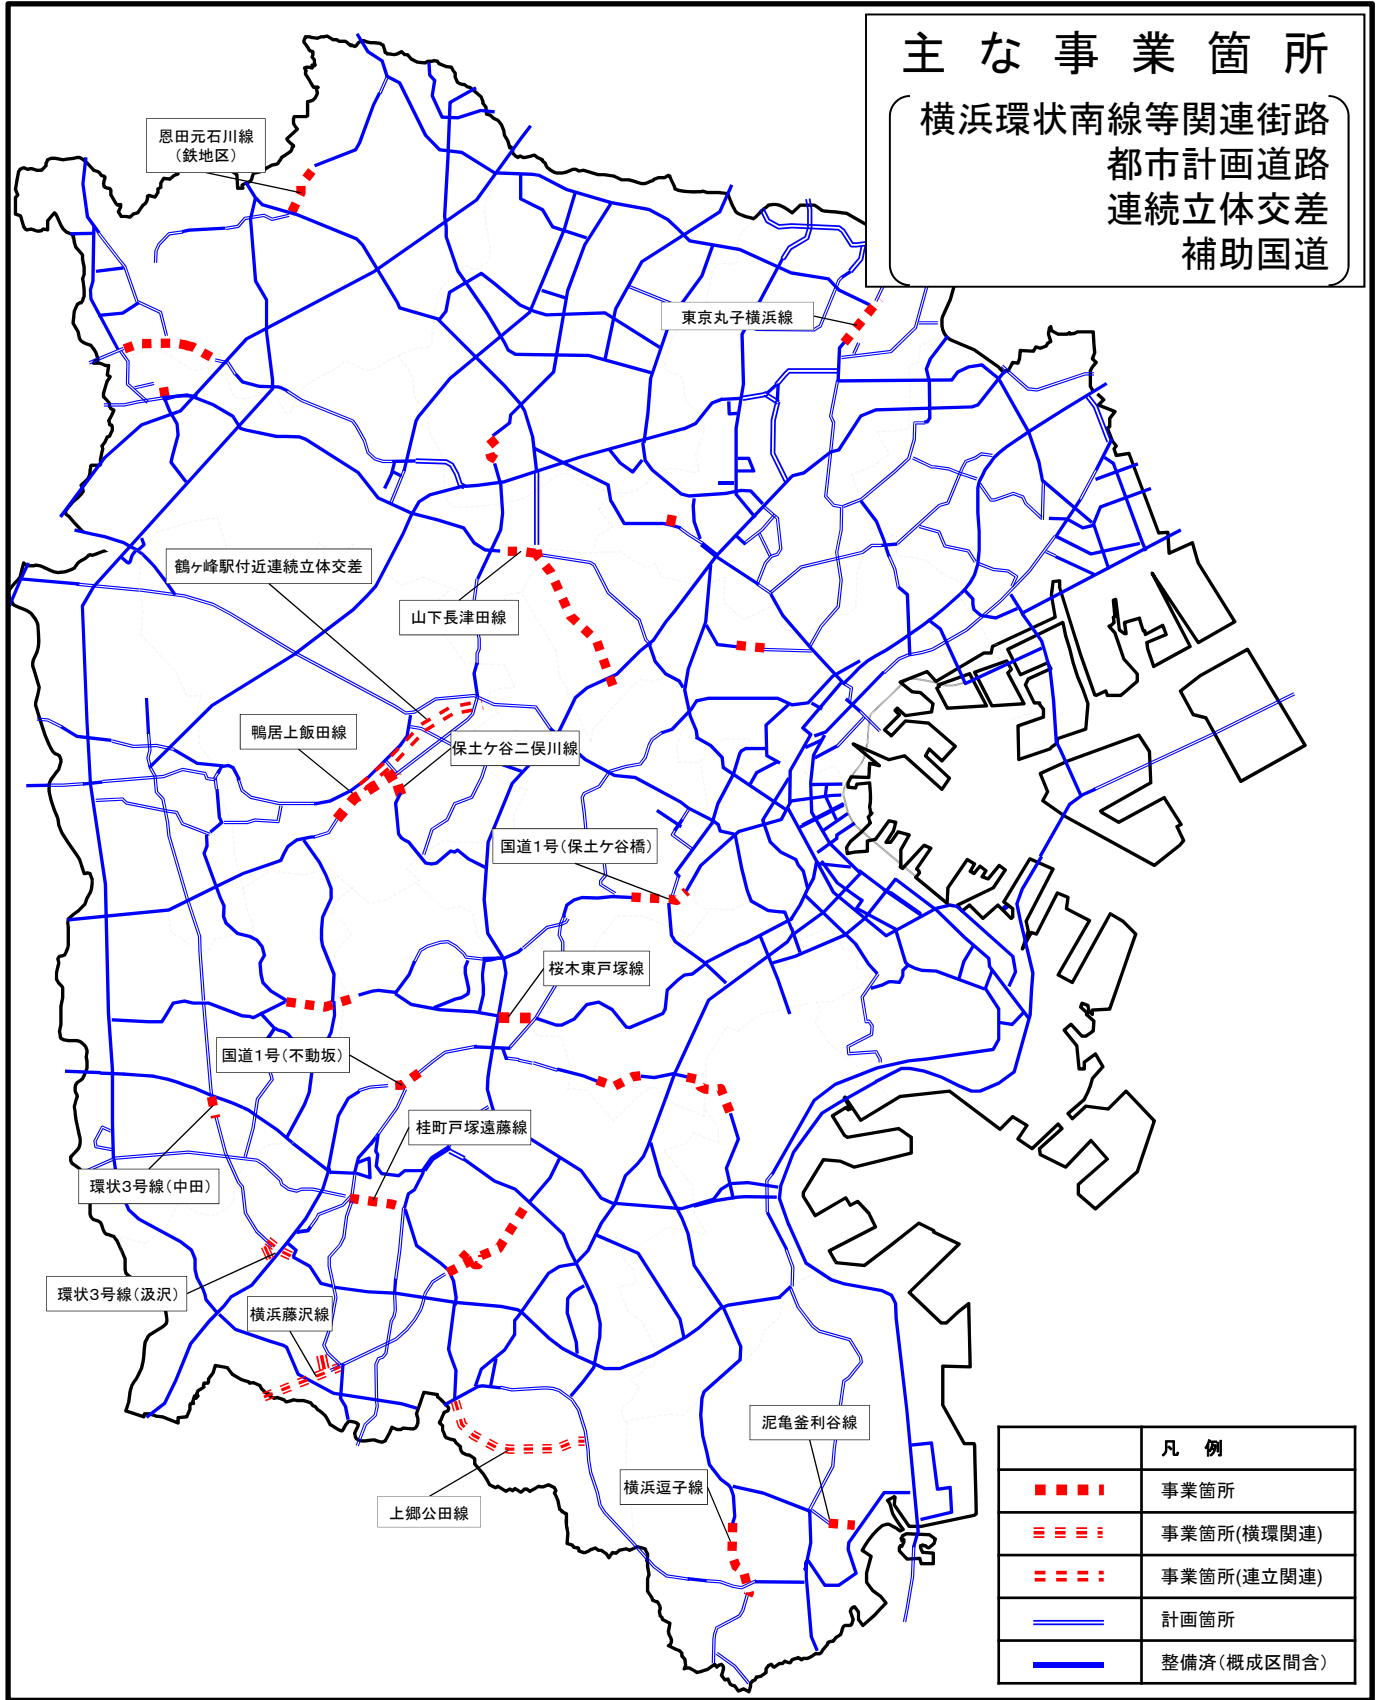 主な事業箇所
横浜環状南線等関連街路
都市計画道路
連続立体交差
補助国道
恩田元石川線
（鉄地区）
東京丸子横浜線
鶴ヶ峰駅付近連続立体交差
山下長津田線
鴨居上飯田線
保土ケ谷二俣川線
国道1号（保土ケ谷橋）
桜木東戸塚線
国道1号（不動坂）
桂町戸塚遠藤線
環状3号線（中田）
環状3号線（汲沢）
横浜藤沢線
泥亀釜利谷線
横浜逗子線
上郷公田線
凡 例
事業箇所
事業箇所(横環関連)
事業箇所(連立関連)
計画箇所
整備済（概成区間含）